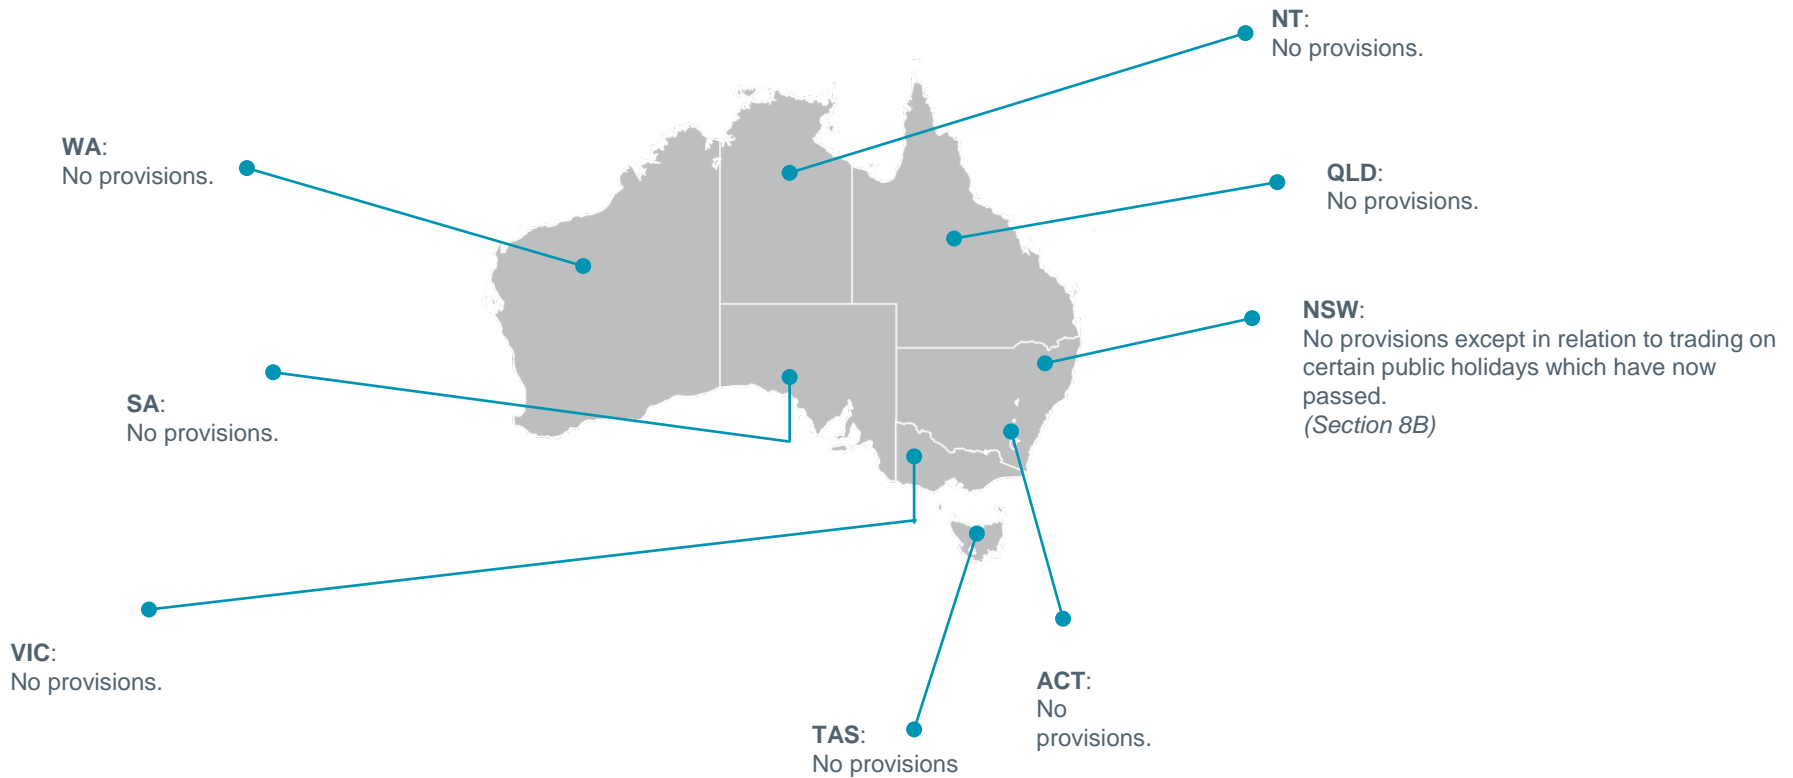 NT:
No provisions.
WA:
No provisions.
QLD:
No provisions.
NSW:
No provisions except in relation to trading on
certain public holidays which have now
passed.
(Section 8B)
SA:
No provisions.
VIC:
No provisions.
ACT:
No
provisions.
TAS:
No provisions